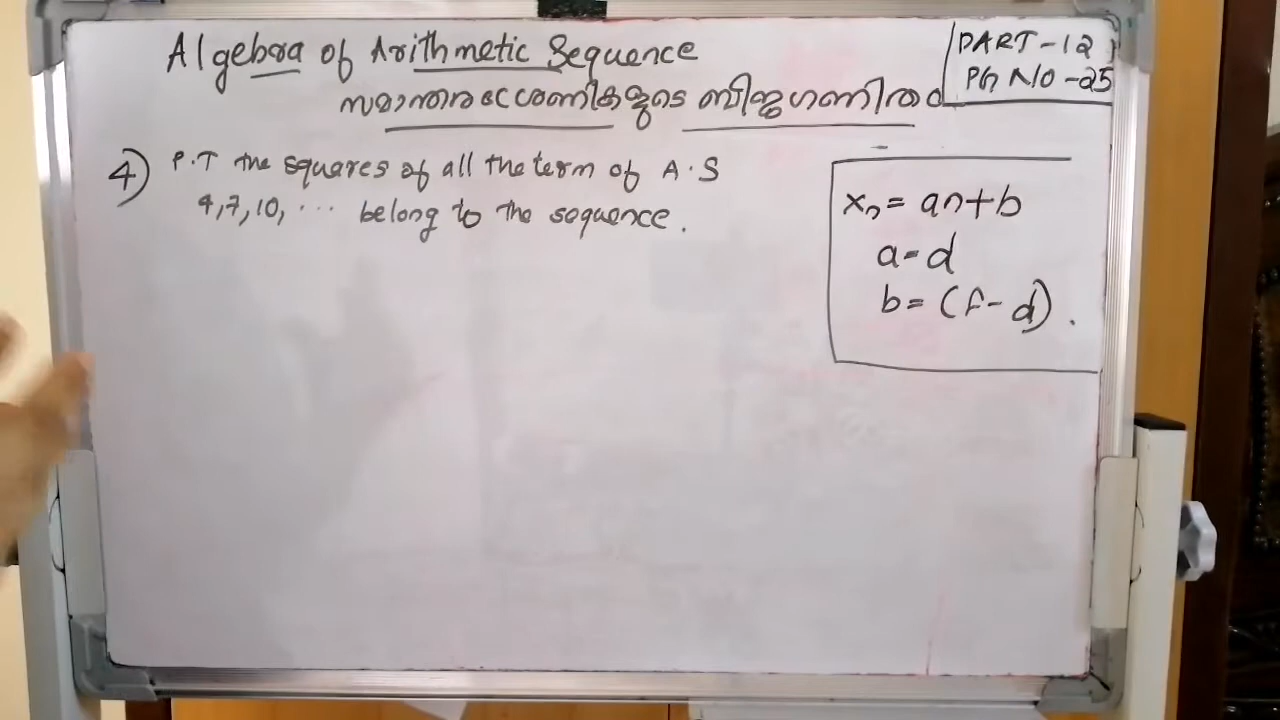 Algebra of Arithmetic Sequence
PART-12
PG NO-25
സമാന്തരശ്രേണികളുടെ ബീജഗണിതം
4) P.T the squares of all the term of A.S
4,7,10, ... belong to the sequence.
xn = an+b
a=d
b= (f-d).